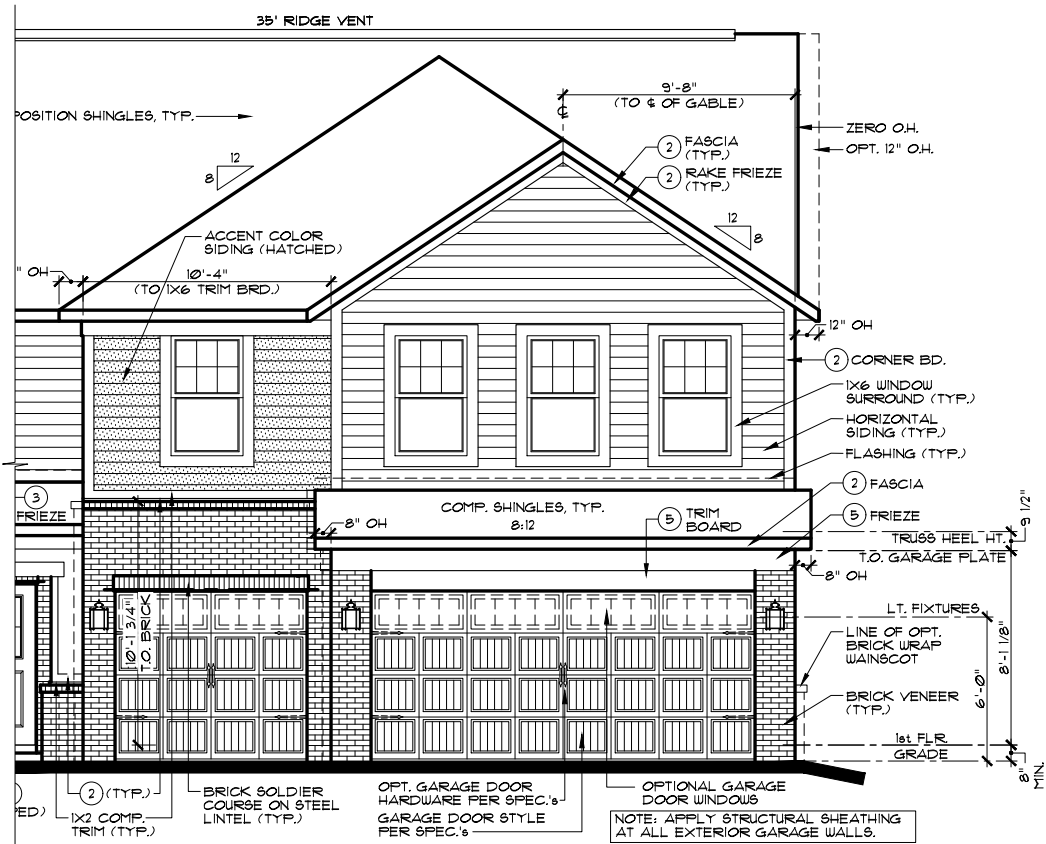 35' RIDGE VENT
9'-8"
(TO ℄ OF GABLE)
℄
POSITION SHINGLES, TYP.
ZERO O.H.
OPT. 12" O.H.
2 FASCIA
(TYP.)
2 RAKE FRIEZE
(TYP.)
12
8
12
8
ACCENT COLOR
SIDING (HATCHED)
" OH
10'-4"
(TO 1X6 TRIM BRD.)
12" OH
2 CORNER BD.
1X6 WINDOW
SURROUND (TYP.)
HORIZONTAL
SIDING (TYP.)
FLASHING (TYP.)
2 FASCIA
3
FRIEZE
COMP. SHINGLES, TYP.
8:12
8" OH
5 TRIM
BOARD
5 FRIEZE
9 1/2"
TRUSS HEEL HT.
T.O. GARAGE PLATE
8" OH
LT. FIXTURES
10'-1 3/4"
T.O. BRICK
LINE OF OPT.
BRICK WRAP
WAINSCOT
8'-1 1/8"
6'-0"
BRICK VENEER
(TYP.)
1st FLR.
GRADE
8"
MIN.
2 (TYP.)
PED)
1X2 COMP.
TRIM (TYP.)
BRICK SOLDIER
COURSE ON STEEL
LINTEL (TYP.)
OPT. GARAGE DOOR
HARDWARE PER SPEC.'s
GARAGE DOOR STYLE
PER SPEC.'s
OPTIONAL GARAGE
DOOR WINDOWS
NOTE: APPLY STRUCTURAL SHEATHING
AT ALL EXTERIOR GARAGE WALLS.